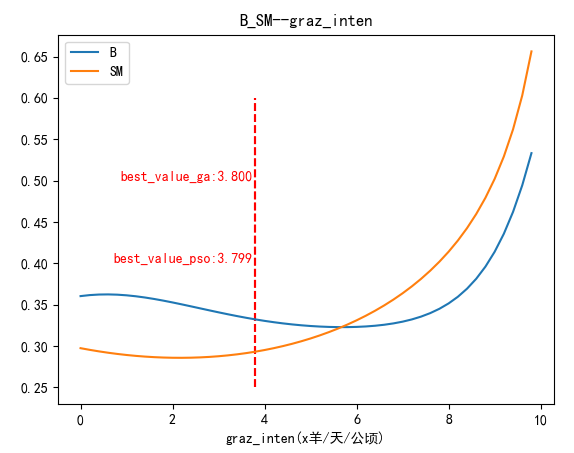 B_SM--graz_inten
B
SM
0.65
0.60
0.55
0.50
0.45
0.40
0.35
0.30
0.25
best_value_ga:3.800
best_value_pso:3.799
0
2
4
6
8
10
graz_inten(x羊/天/公顷)